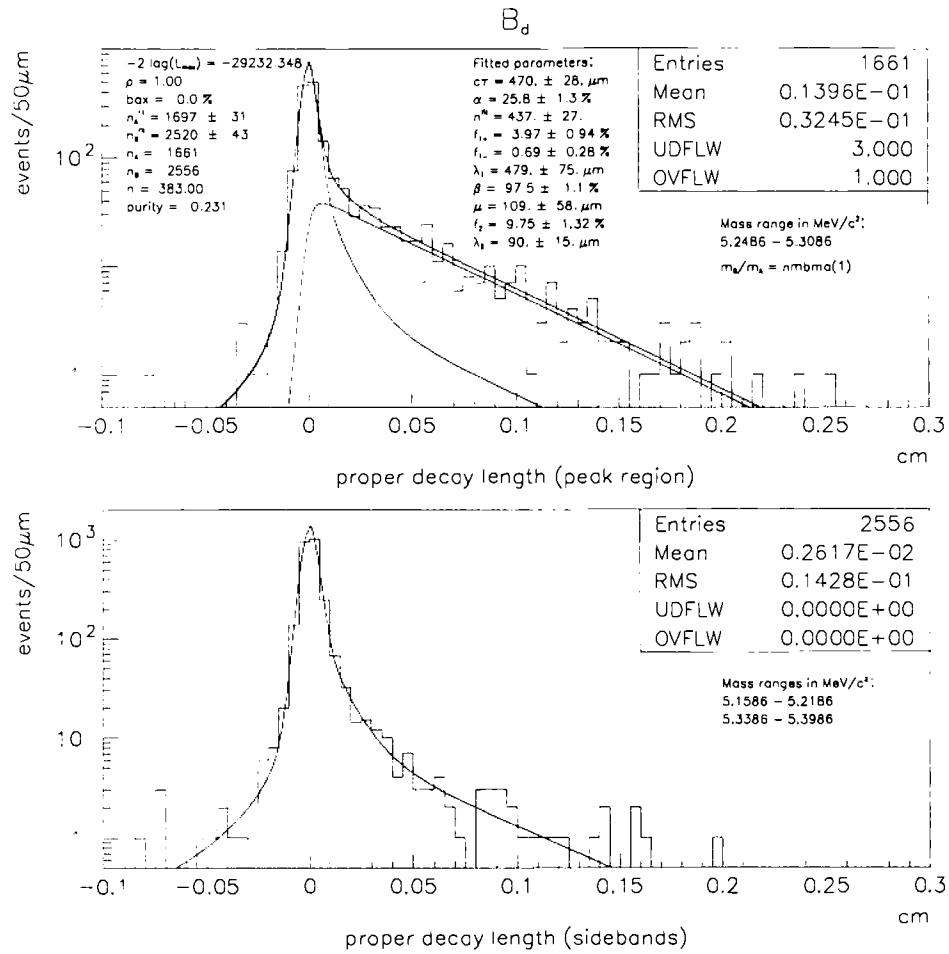 B_d
-2 log(L_max) = -29232.348
ρ = 1.00
bax = 0.0 %
= 1697 ± 31
= 2520 ± 43
n_A = 1661
n_B = 2556
n = 383.00
purity = 0.231
Fitted parameters:
cτ = 470. ± 28. μm
α = 25.8 ± 1.3 %
= 437. ± 27.
f_1+ = 3.97 ± 0.94 %
f_1- = 0.69 ± 0.28 %
λ_1 = 479. ± 75. μm
β = 97.5 ± 1.1 %
μ = 109. ± 58. μm
f_2 = 9.75 ± 1.32 %
λ_2 = 90. ± 15. μm
Entries 1661
Mean 0.1396E-01
RMS 0.3245E-01
UDFLW 3.000
OVFLW 1.000
Mass range in MeV/c²:
5.2486 - 5.3086
m_B/m_A = nmbma(1)
events/50μm
10²
1
-0.1 -0.05 0 0.05 0.1 0.15 0.2 0.25 0.3
cm
proper decay length (peak region)
Entries 2556
Mean 0.2617E-02
RMS 0.1428E-01
UDFLW 0.0000E+00
OVFLW 0.0000E+00
Mass ranges in MeV/c²:
5.1586 - 5.2186
5.3386 - 5.3986
events/50μm
10³
10²
10
1
-0.1 -0.05 0 0.05 0.1 0.15 0.2 0.25 0.3
cm
proper decay length (sidebands)